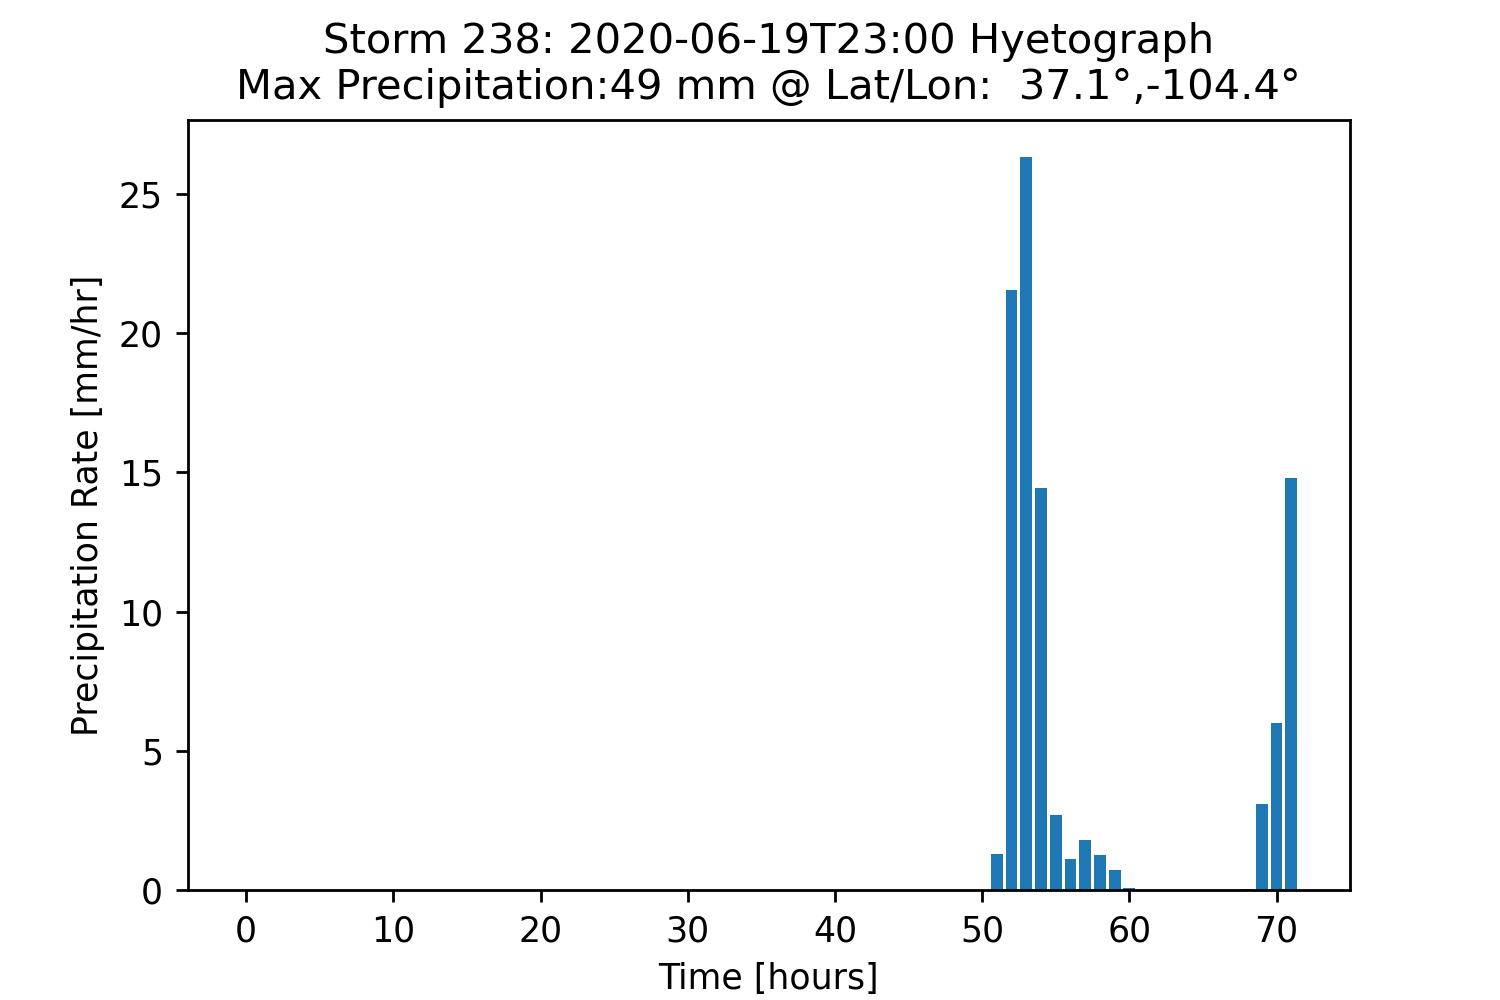 Storm 238: 2020-06-19T23:00 Hyetograph
Max Precipitation:49 mm @ Lat/Lon:  37.1°,-104.4°
25
20
15
10
5
0
Precipitation Rate [mm/hr]
0 10 20 30 40 50 60 70
Time [hours]